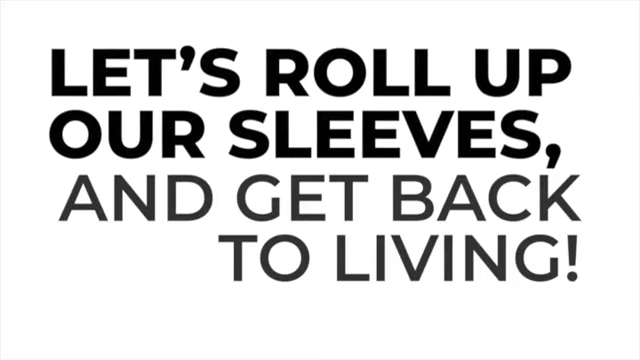 LET’S ROLL UP
OUR SLEEVES,
AND GET BACK
TO LIVING!